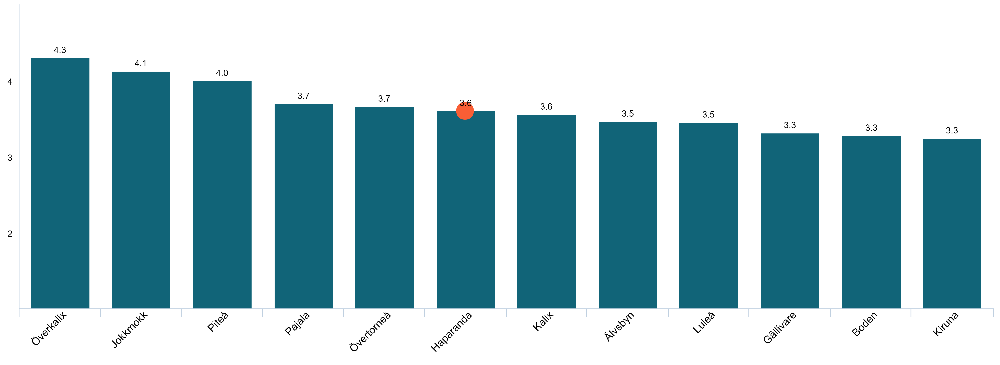 4.3
4.1
4.0
3.7
3.7
3.6
3.6
3.5
3.5
3.3
3.3
3.3
4
3
2
Överkalix
Jokkmokk
Piteå
Pajala
Övertorneå
Haparanda
Kalix
Älvsbyn
Luleå
Gällivare
Boden
Kiruna